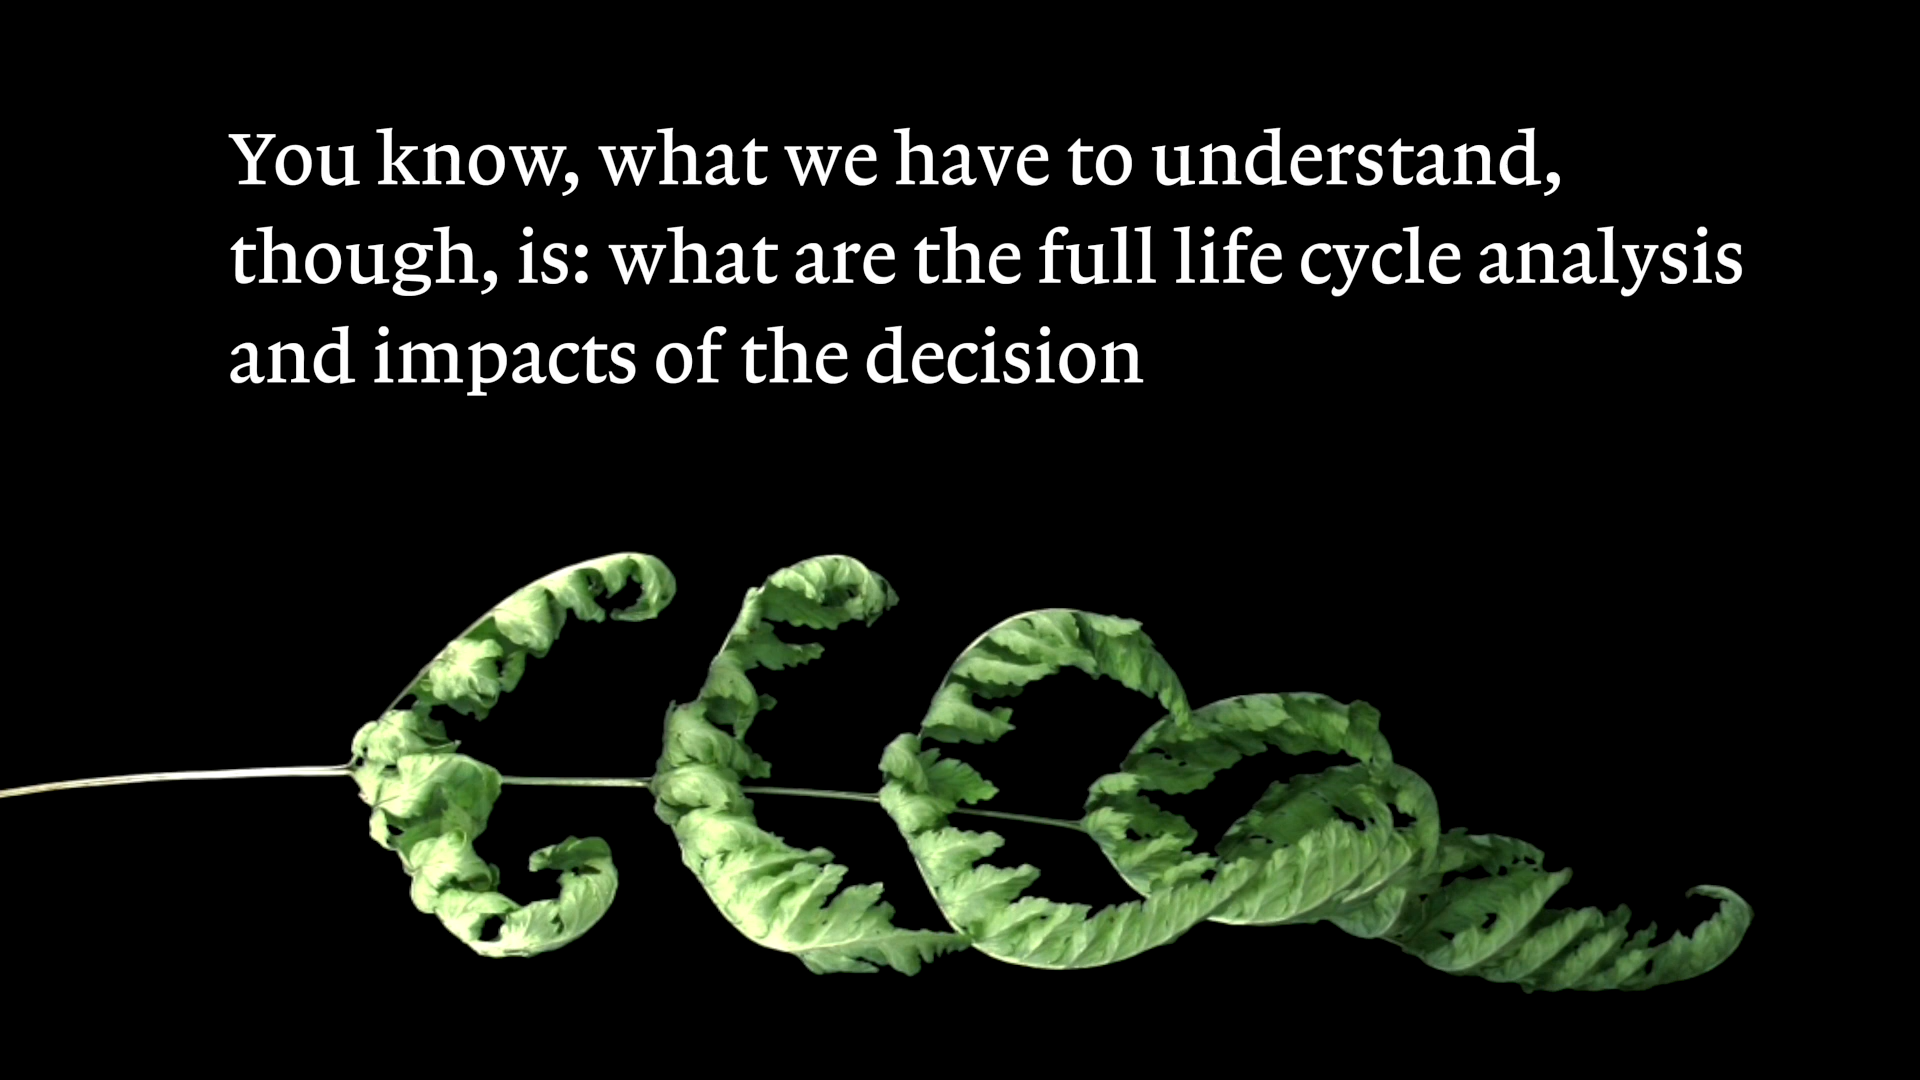 You know, what we have to understand,
though, is: what are the full life cycle analysis
and impacts of the decision